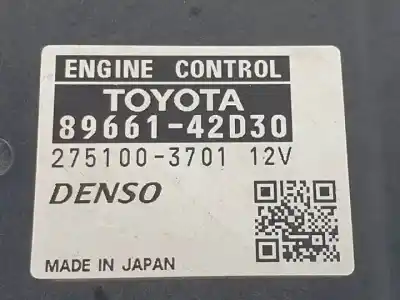 ENGINE CONTROL
TOYOTA
89661-42D30
275100-3701 12V
DENSO
MADE IN JAPAN